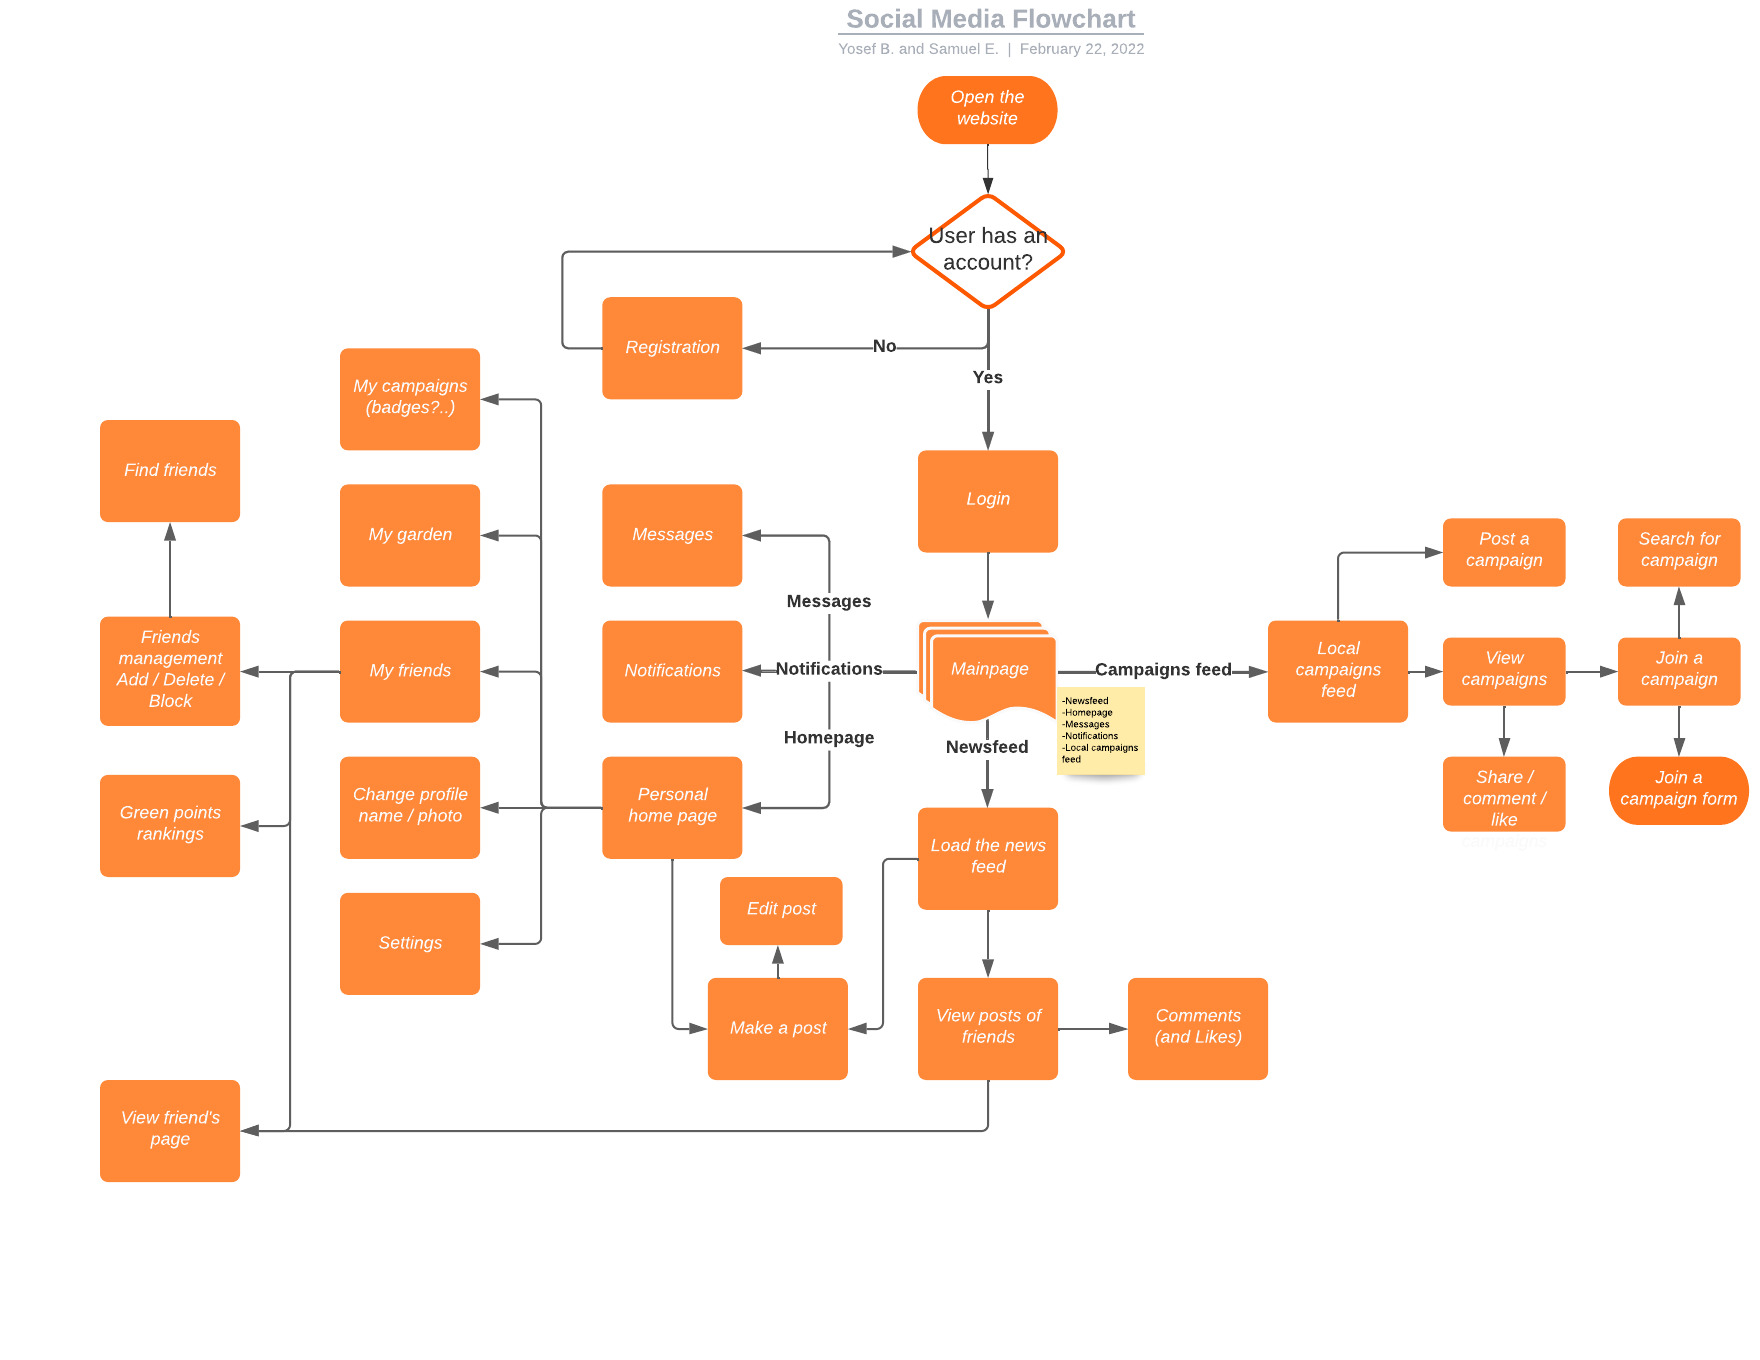 Social Media Flowchart
Yosef B. and Samuel E. | February 22, 2022
Open the
website
User has an
account?
Registration
No
Yes
My campaigns
(badges?..)
Find friends
Login
My garden
Messages
Post a
campaign
Search for
campaign
Messages
Friends
management
Add / Delete /
Block
My friends
Notifications
Notifications
Mainpage
Campaigns feed
Local
campaigns
feed
View
campaigns
Join a
campaign
-Newsfeed
-Homepage
-Messages
-Notifications
-Local campaigns
feed
Homepage
Newsfeed
Green points
rankings
Change profile
name / photo
Personal
home page
Share /
comment /
like
campaigns
Join a
campaign form
Load the news
feed
Edit post
Settings
Make a post
View posts of
friends
Comments
(and Likes)
View friend's
page